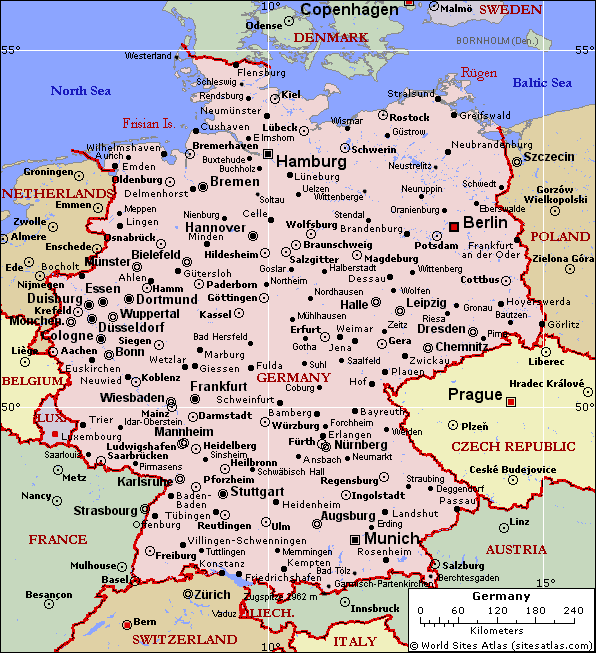 Copenhagen
10°
Malmö
SWEDEN
Odense
DENMARK
55°
BORNHOLM (Den.)
55°
Westerland
Flensburg
North Sea
Schleswig
Rügen
Baltic Sea
Rendsburg
Kiel
Stralsund
Neumünster
Rostock
Greifswald
Frisian Is.
Cuxhaven
Lübeck
Wismar
Güstrow
Elmshorn
Wilhelmshaven
Bremerhaven
Schwerin
Neubrandenburg
Aurich
Buxtehude
Hamburg
Szczecin
Emden
Buchholz
Neustrelitz
Groningen
Oldenburg
Lüneburg
Bremen
Uelzen
Neuruppin
Schwedt
NETHERLANDS
Delmenhorst
Soltau
Wittenberge
Gorzów
Wielkopolski
Emmen
Meppen
Nienburg
Celle
Stendal
Oranienburg
Eberswalde
Zwolle
Lingen
Hannover
Wolfsburg
Brandenburg
Berlin
Almere
Osnabrück
Minden
Braunschweig
Potsdam
Frankfurt
an der Oder
POLAND
Enschede
Bielefeld
Hildesheim
Salzgitter
Magdeburg
Ede
Bocholt
Münster
Gütersloh
Goslar
Halberstadt
Wittenberg
Zielona Góra
Nijmegen
Ahlen
Paderborn
Northeim
Dessau
Cottbus
Essen
Hamm
Göttingen
Nordhausen
Wolfen
Duisburg
Dortmund
Halle
Leipzig
Gronau
Hoyerswerda
Krefeld
Wuppertal
Kassel
Mühlhausen
Riesa
Bautzen
München.
Düsseldorf
Erfurt
Weimar
Zeitz
Dresden
Pirn
Görlitz
Cologne
Siegen
Bad Hersfeld
Gotha
Jena
Gera
Chemnitz
Liège
Aachen
Bonn
Wetzlar
Marburg
Suhl
Saalfeld
Zwickau
Liberec
Euskirchen
Giessen
Fulda
Plauen
BELGIUM
Neuwied
Koblenz
GERMANY
Hof
Hradec Králové
Frankfurt
Coburg
Wiesbaden
Schweinfurt
Prague
50°
Mainz
Bamberg
Bayreuth
50°
LUX.
Trier
Idar-Oberstein
Darmstadt
Würzburg
Forchheim
Weiden
Plzeň
Luxembourg
Mannheim
Erlangen
Ludwigshafen
Heidelberg
Fürth
Nürnberg
CZECH REPUBLIC
Saarlouis
Saarbrücken
Sinsheim
Ansbach
Neumarkt
Metz
Pirmasens
Heilbronn
Schwäbisch Hall
České Budejovice
Karlsruhe
Pforzheim
Regensburg
Straubing
Nancy
Baden-
Baden
Stuttgart
Ingolstadt
Deggendorf
Strasbourg
Tübingen
Heidenheim
Passau
Offenburg
Reutlingen
Ulm
Augsburg
Landshut
Linz
FRANCE
Erding
Villingen-Schwenningen
Munich
Freiburg
Tuttlingen
Memmingen
Rosenheim
AUSTRIA
Mulhouse
Konstanz
Kempten
Salzburg
Basel
Friedrichshafen
Bad Tölz
Berchtesgaden
Garmisch-Partenkirchen
15°
Besançon
Zürich
Zugspitze 2962 m
Innsbruck
Vaduz
LIECH.
Bern
SWITZERLAND
10°
ITALY
Germany
0 60 120 180 240
Kilometers
© World Sites Atlas (sitesatlas.com)